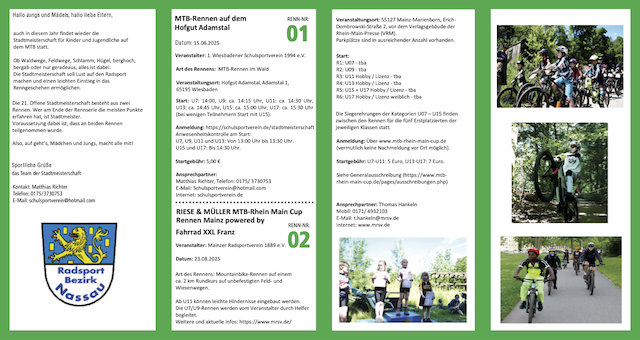 Hallo Jungs und Mädels, hallo liebe Eltern,
auch in diesem Jahr findet wieder die
Stadtmeisterschaft für Kinder und Jugendliche auf
dem MTB statt.
Ob Waldwege, Feldwege, Schlamm, Hügel, berghoch,
bergab oder nur geradeaus, alles ist dabei.
Die Stadtmeisterschaft soll Lust auf den Radsport
machen und einen leichten Einstieg in das
Renngeschehen ermöglichen.
Die 21. Offene Stadtmeisterschaft besteht aus zwei
Rennen. Wer am Ende der Rennserie die meisten Punkte
erfahren hat, ist Stadtmeister.
Voraussetzung dabei ist, dass an beiden Rennen
teilgenommen wurde.
Also, auf geht's, Mädchen und Jungs, macht alle mit!
Sportliche Grüße
das Team der Stadtmeisterschaft
Kontakt: Matthias Richter
Telefon: 0175/3730753
E-Mail: schulsportverein@hotmail.com
Radsport
Bezirk
Nassau
MTB-Rennen auf dem
Hofgut Adamstal
RENN-NR:
01
Datum: 15.06.2025
Veranstalter: 1. Wiesbadener Schulsportverein 1994 e.V.
Art des Rennens: MTB-Rennen im Wald
Veranstaltungsort: Hofgut Adamstal, Adamstal 1,
65195 Wiesbaden
Start: U7: 14:00, U9: ca. 14:15 Uhr, U11: ca. 14:30 Uhr,
U13: ca. 14:45 Uhr, U15: ca. 15:00 Uhr, U17: ca. 15:30 Uhr
(bei wenigen Teilnehmern Start mit U15).
Anmeldung: https://schulsportverein.de/stadtmeisterschaft
Anwesenheitskontrolle am Start:
U7, U9, U11 und U13: Von 13:00 Uhr bis 13:30 Uhr.
U15 und U17: Bis 14:30 Uhr.
Startgebühr: 5,00 €
Ansprechpartner:
Matthias Richter, Telefon: 0175/ 3730753
E-Mail: Schulsportverein@hotmail.com
Internet: schulsportverein.de
RIESE & MÜLLER MTB-Rhein Main Cup
Rennen Mainz powered by
Fahrrad XXL Franz
RENN-NR:
02
Veranstalter: Mainzer Radsportverein 1889 e.V.
Datum: 23.08.2025
Art des Rennens: Mountainbike-Rennen auf einem
ca. 2 km Rundkurs auf unbefestigten Feld- und
Wiesenwegen.
Ab U11 können leichte Hindernisse eingebaut werden.
Die U7/U9-Rennen werden vom Veranstalter durch Helfer
begleitet.
Weitere und aktuelle Infos: https://www.mrsv.de/
Veranstaltungsort: 55127 Mainz-Marienborn, Erich-
Dombrowski-Straße 2, vor dem Verlagsgebäude der
Rhein-Main-Presse (VRM).
Parkplätze sind in ausreichender Anzahl vorhanden.
Start:
R1: U07 - tba
R2: U09 - tba
R3: U11 Hobby / Lizenz - tba
R4: U13 Hobby / Lizenz - tba
R5: U15 + U17 Hobby / Lizenz - tba
R6: U17 Hobby / Lizenz weiblich - tba
Die Siegerehrungen der Kategorien U07 – U15 finden
zwischen den Rennen für die fünf Erstplatzierten der
jeweiligen Klassen statt.
Anmeldung: Über www.mtb-rhein-main-cup.de
(vermutlich keine Nachmeldung vor Ort möglich).
Startgebühr: U7-U11: 5 Euro, U13-U17: 7 Euro.
Siehe Generalausschreibung (https://www.mtb-
rhein-main-cup.de/pages/ausschreibungen.php)
Ansprechpartner: Thomas Hankeln
Mobil: 0171/ 4932103
E-Mail: t.hankeln@mrsv.de
Internet: www.mrsv.de